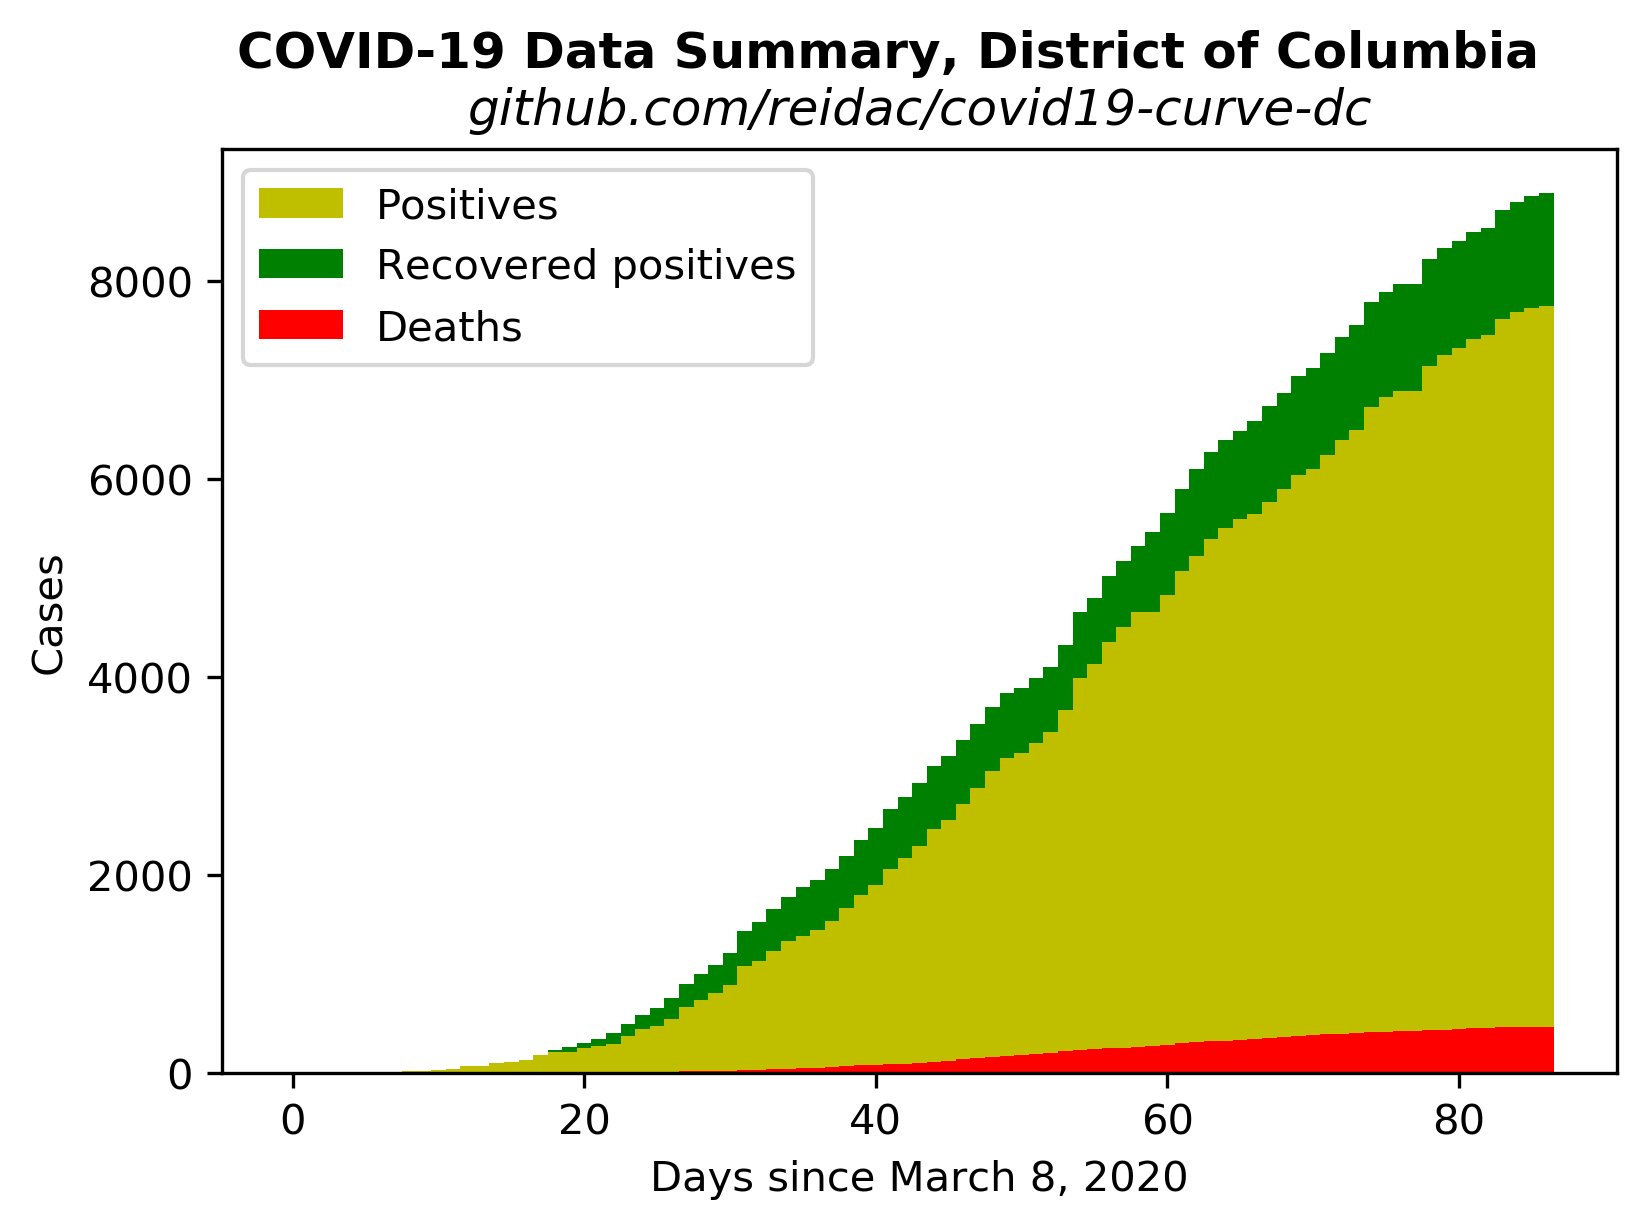 COVID-19 Data Summary, District of Columbia
github.com/reidac/covid19-curve-dc
Positives
Recovered positives
Deaths
8000
6000
4000
2000
0
Cases
0 20 40 60 80
Days since March 8, 2020